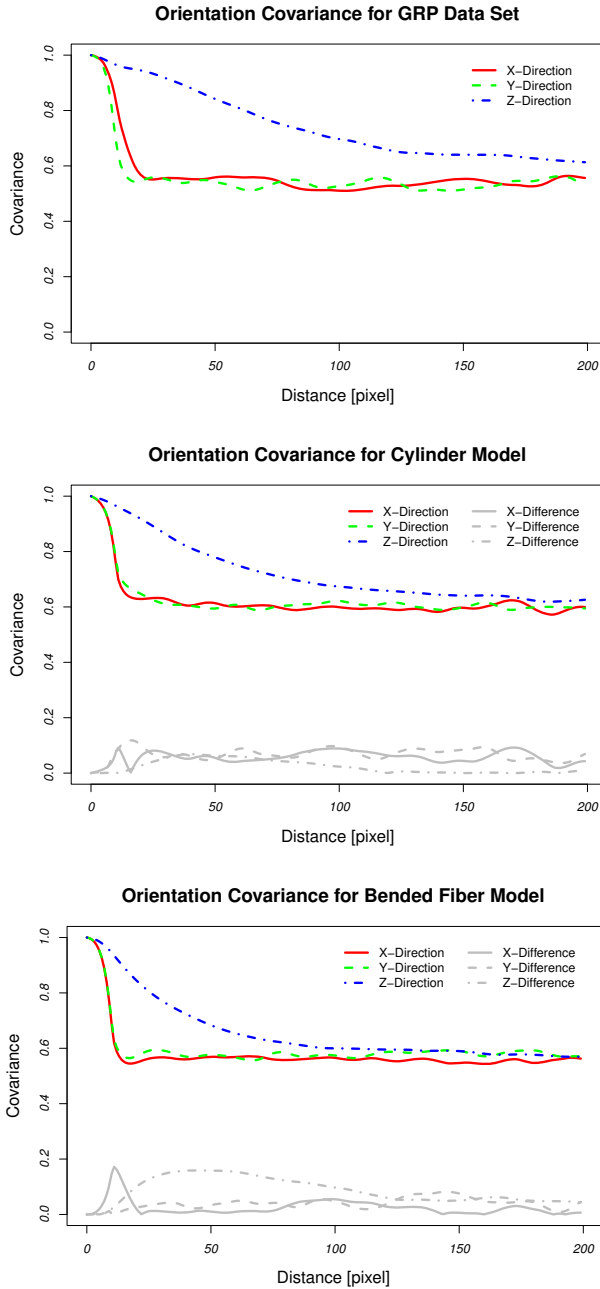 Orientation Covariance for GRP Data Set
X−Direction
Y−Direction
Z−Direction
Covariance
0.0
0.2
0.4
0.6
0.8
1.0
0
50
100
150
200
Distance [pixel]
Orientation Covariance for Cylinder Model
X−Direction
Y−Direction
Z−Direction
X−Difference
Y−Difference
Z−Difference
Covariance
0.0
0.2
0.4
0.6
0.8
1.0
0
50
100
150
200
Distance [pixel]
Orientation Covariance for Bended Fiber Model
X−Direction
Y−Direction
Z−Direction
X−Difference
Y−Difference
Z−Difference
Covariance
0.0
0.2
0.4
0.6
0.8
1.0
0
50
100
150
200
Distance [pixel]